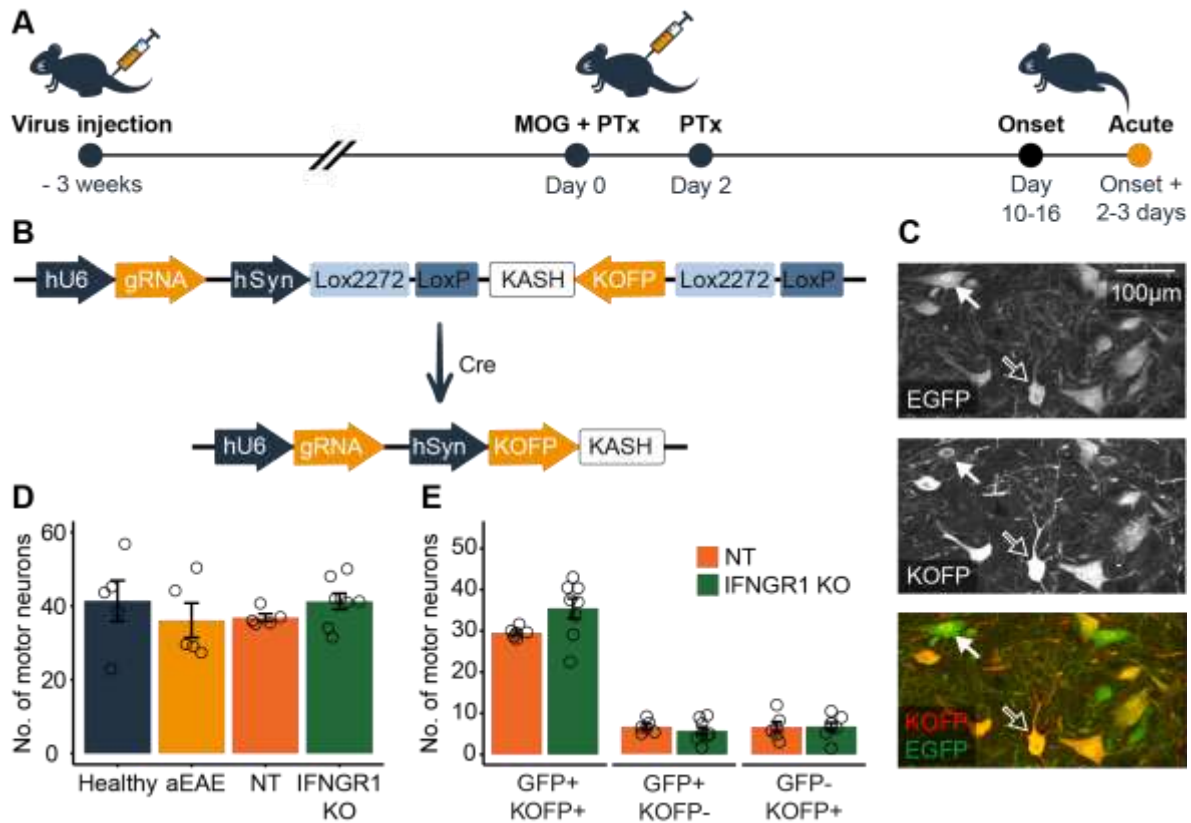 A
Virus injection
MOG + PTx
PTx
Onset
Acute
- 3 weeks
Day 0
Day 2
Day
10-16
Onset +
2-3 days
B
hU6
gRNA
hSyn
Lox2272
LoxP
KASH
KOFP
Lox2272
LoxP
Cre
hU6
gRNA
hSyn
KOFP
KASH
C
100µm
EGFP
KOFP
KOFP
EGFP
D
No. of motor neurons
60
40
20
0
Healthy
aEAE
NT
IFNGR1
KO
E
No. of motor neurons
50
40
30
20
10
0
NT
IFNGR1 KO
GFP+
KOFP+
GFP+
KOFP-
GFP-
KOFP+